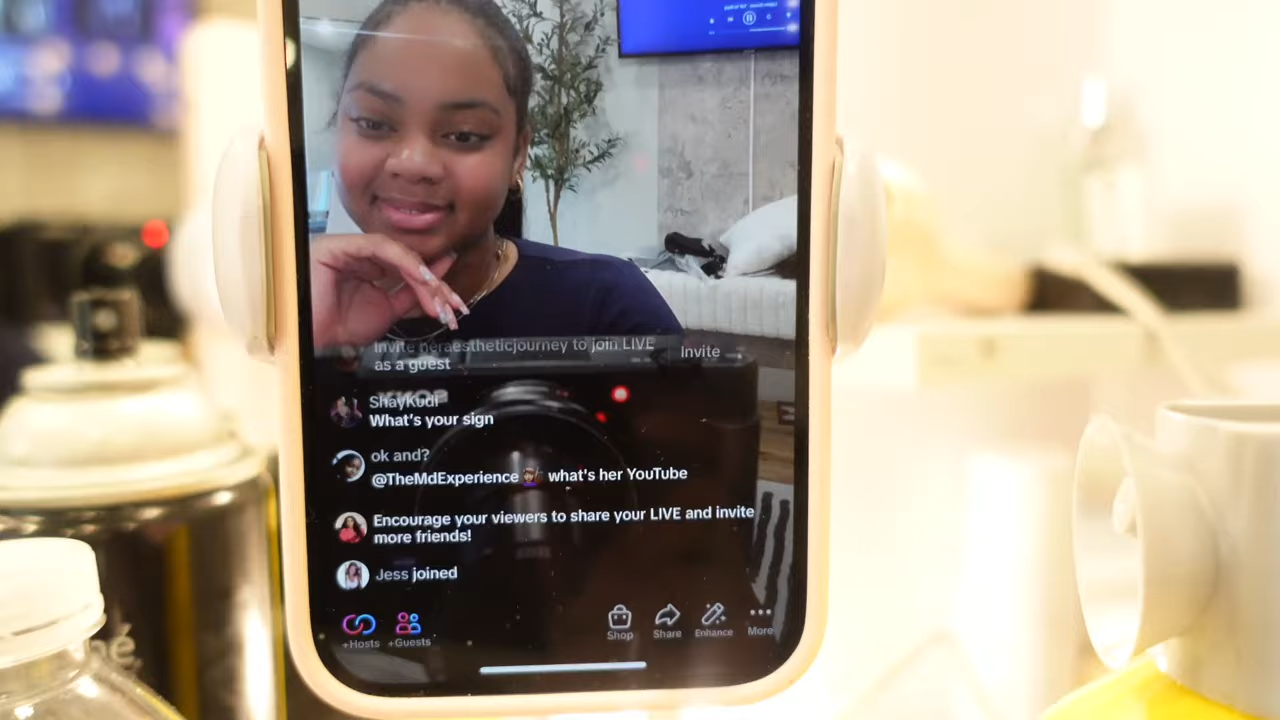 Invite heraestheticjourney to join LIVE
as a guest
Invite
ShayKudi
What's your sign
ok and?
@TheMdExperience what's her YouTube
Encourage your viewers to share your LIVE and invite
more friends!
Jess joined
+Hosts
+Guests
Shop
Share
Enhance
More